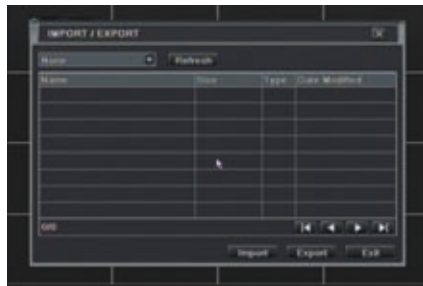 IMPORT / EXPORT
None Refresh
Name Size Type Date Modified
0/0
Import Export Exit